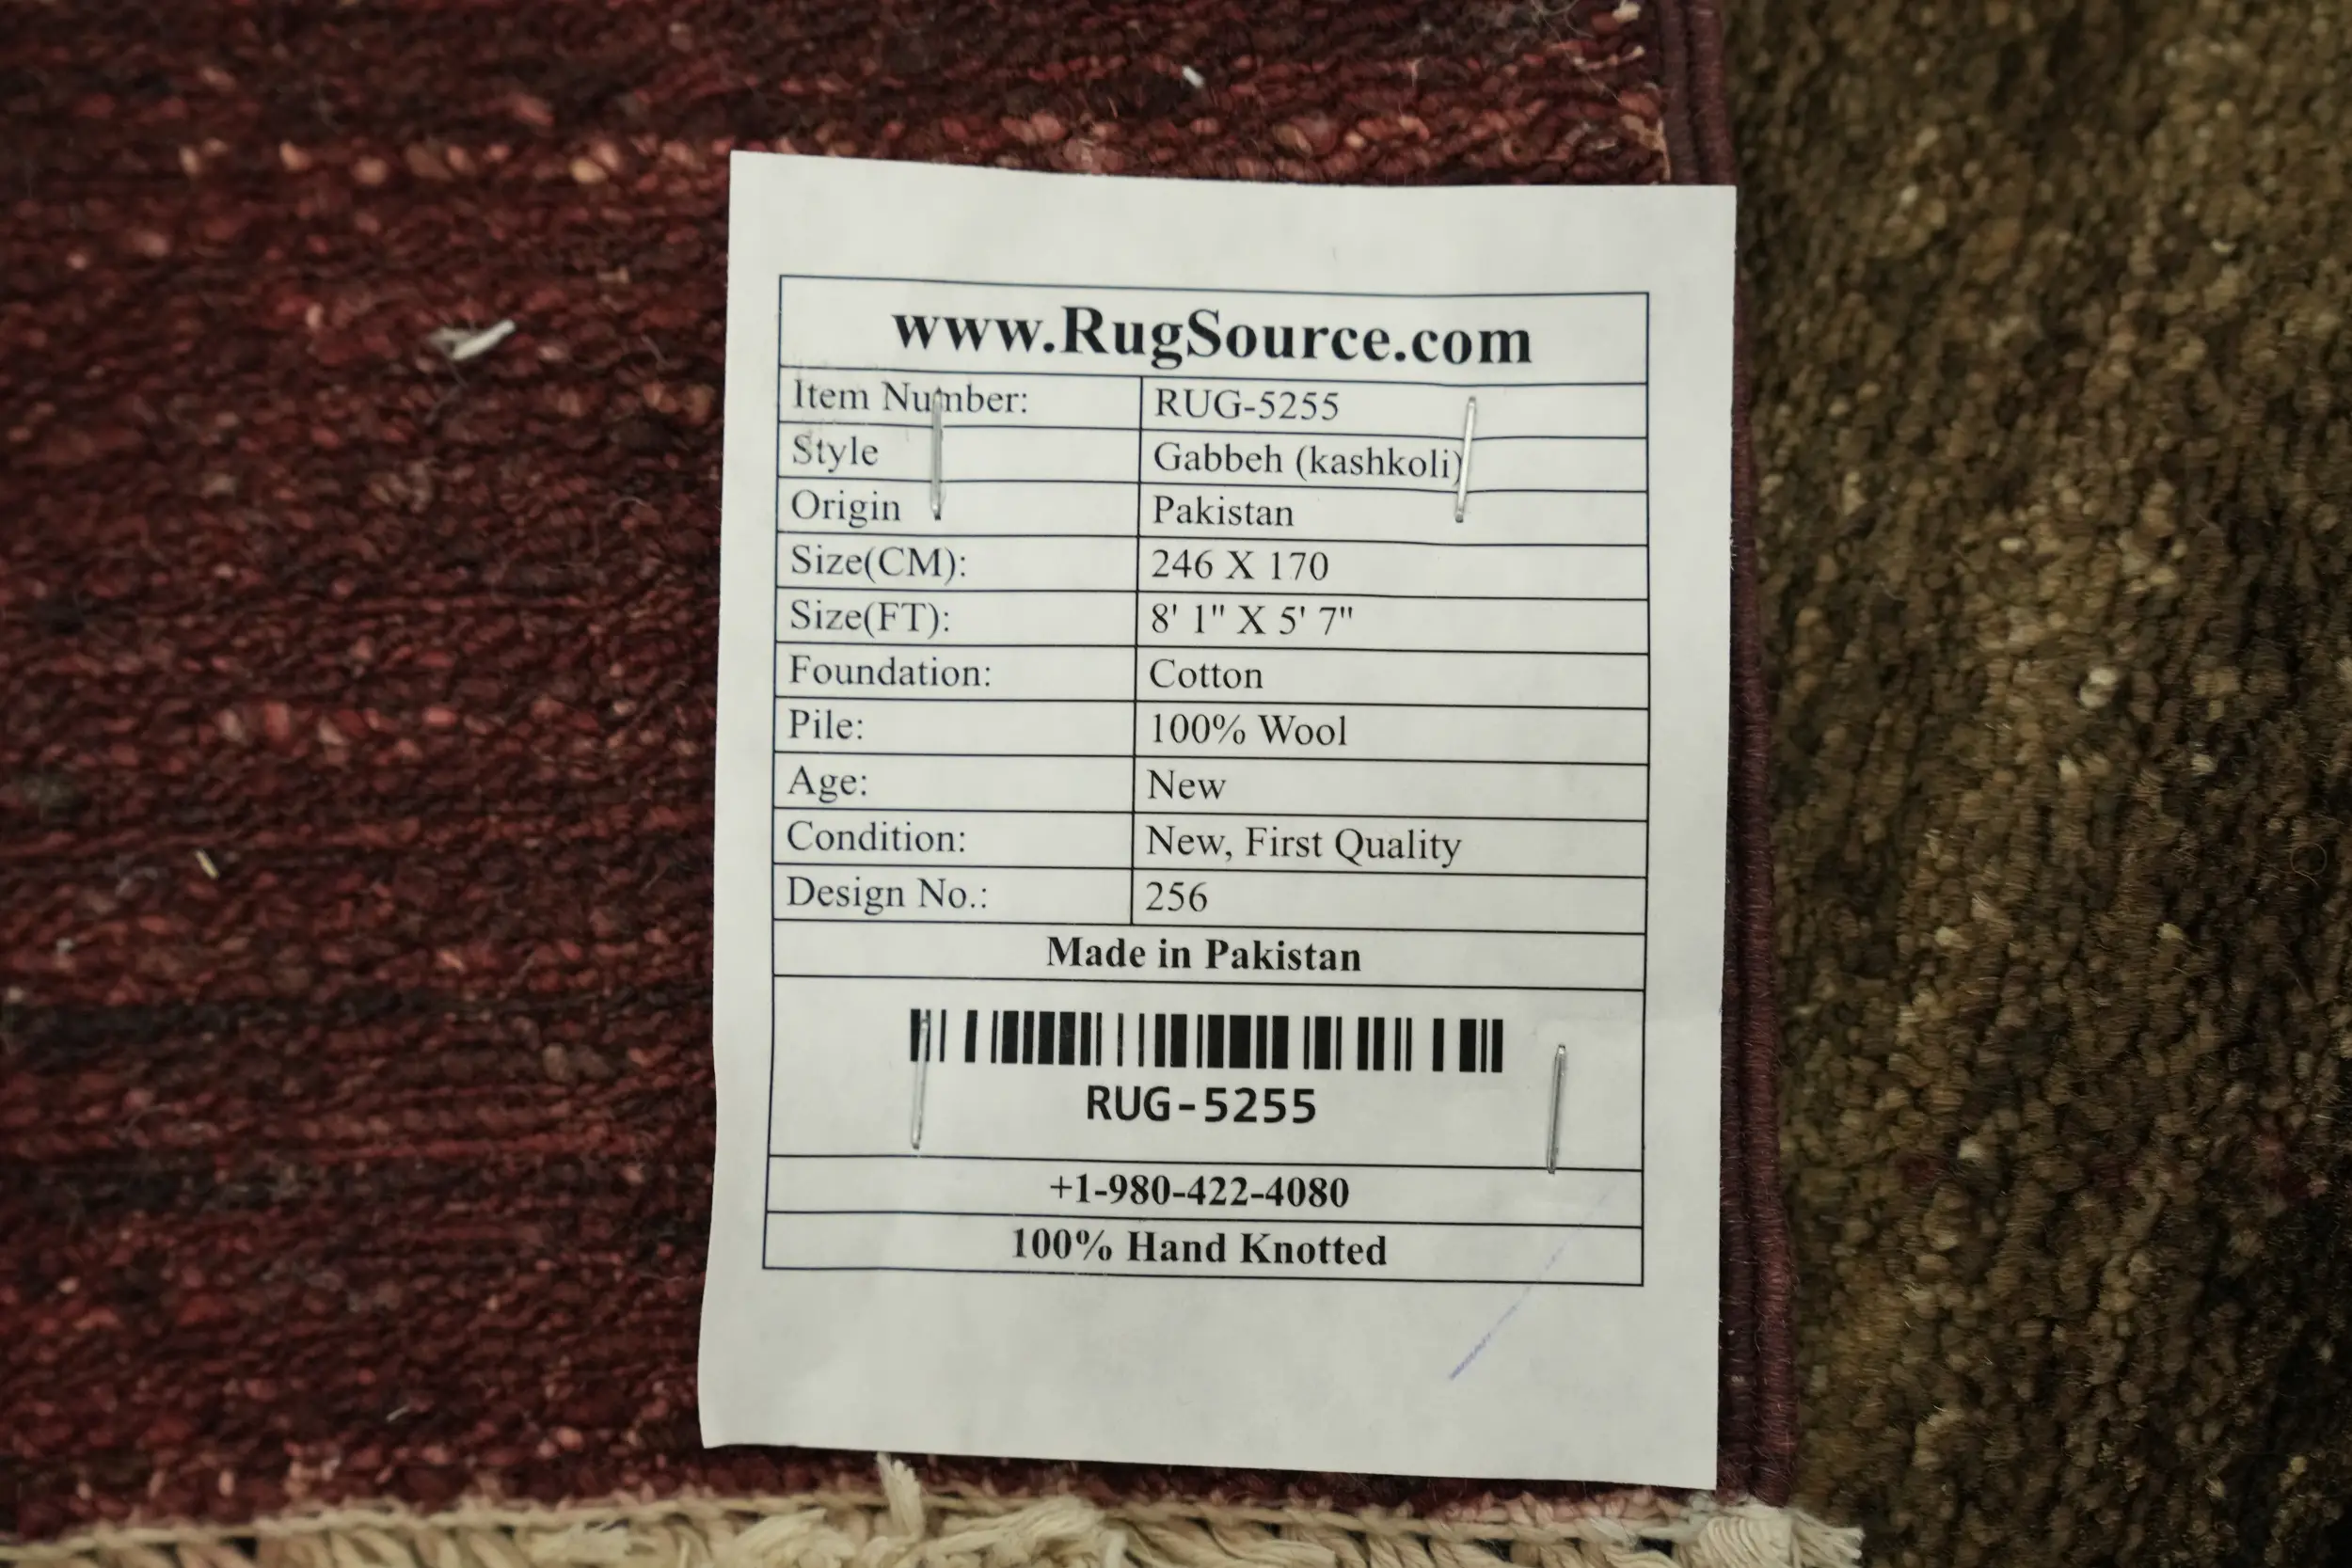 www.RugSource.com
Item Number: RUG-5255
Style Gabbeh (kashkoli)
Origin Pakistan
Size(CM): 246 X 170
Size(FT): 8' 1" X 5' 7"
Foundation: Cotton
Pile: 100% Wool
Age: New
Condition: New, First Quality
Design No.: 256
Made in Pakistan
RUG-5255
+1-980-422-4080
100% Hand Knotted